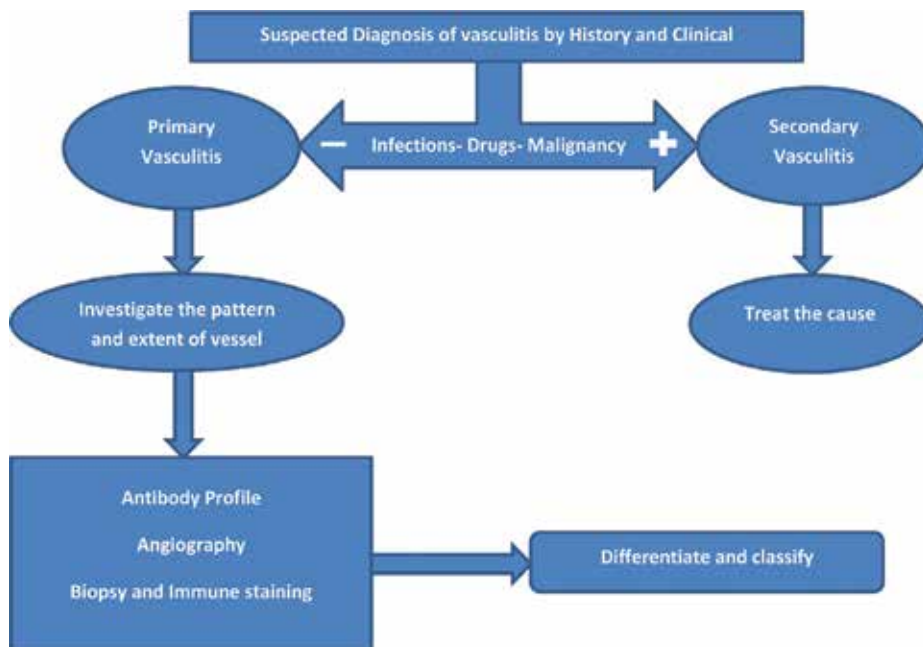 Suspected Diagnosis of vasculitis by History and Clinical
Primary
Vasculitis
− Infections- Drugs- Malignancy +
Secondary
Vasculitis
Investigate the pattern
and extent of vessel
Treat the cause
Antibody Profile
Angiography
Biopsy and Immune staining
Differentiate and classify